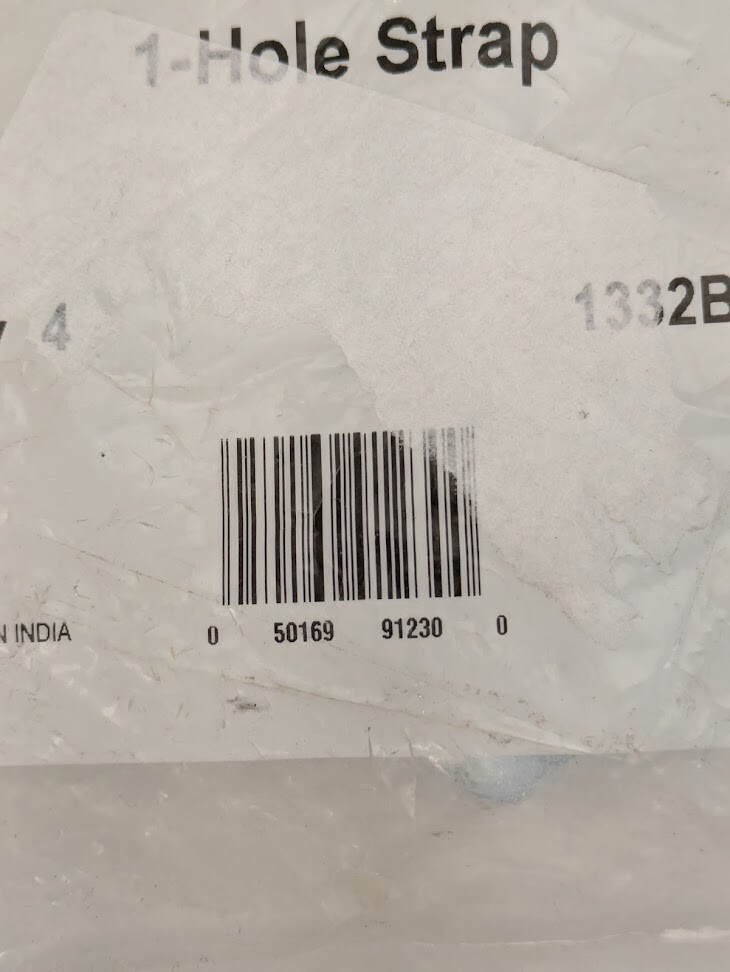 1-Hole Strap
4
1332B
N INDIA
0 50169 91230 0